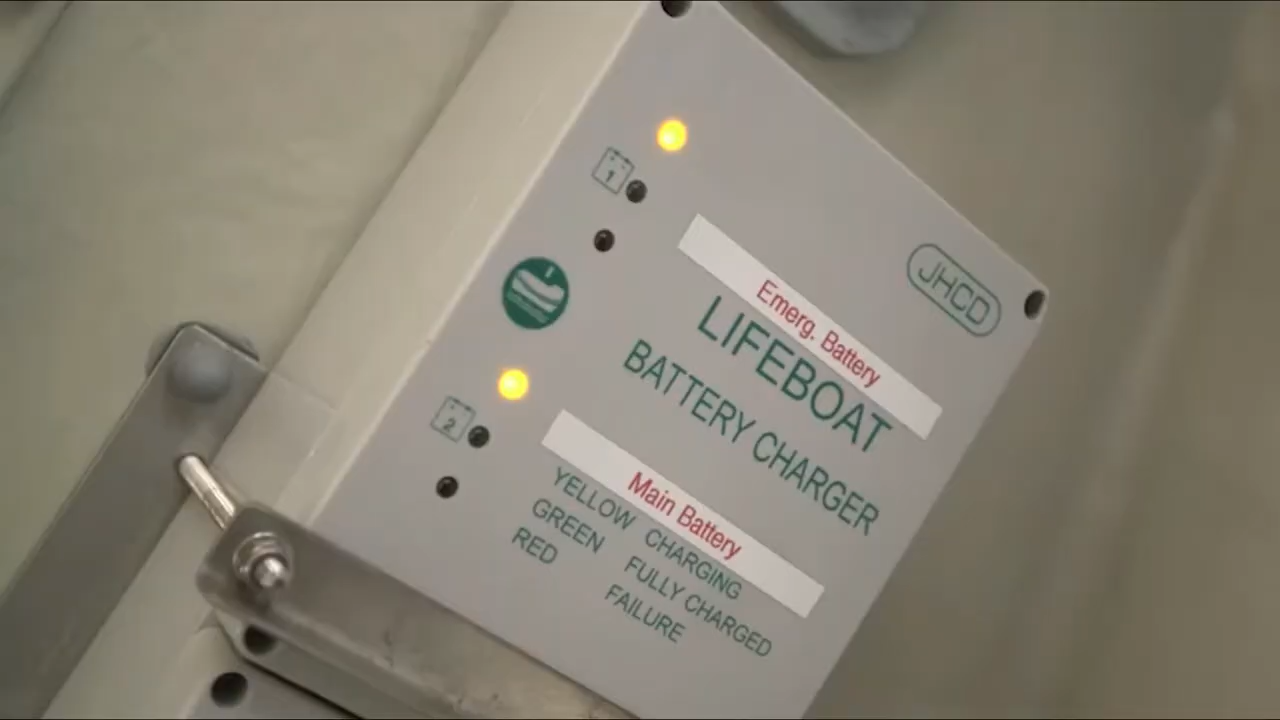 JHCD
1
Emerg. Battery
LIFEBOAT
BATTERY CHARGER
2
Main Battery
YELLOW CHARGING
GREEN FULLY CHARGED
RED FAILURE